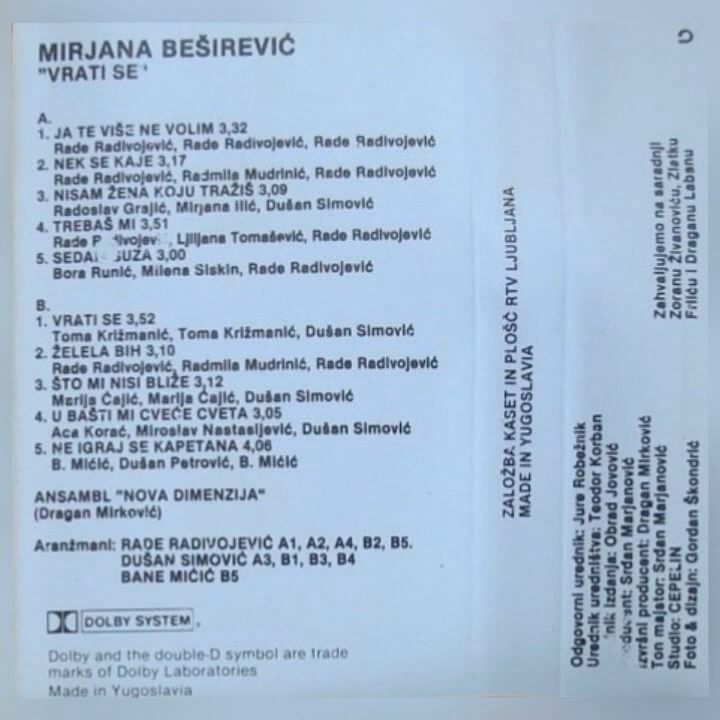 MIRJANA BEŠIREVIĆ
"VRATI SE"
A.
1. JA TE VIŠE NE VOLIM 3,32
Rade Radivojević, Rade Radivojević, Rade Radivojević
2. NEK SE KAJE 3,17
Rade Radivojević, Radmila Mudrinić, Rade Radivojević
3. NISAM ŽENA KOJU TRAŽIŠ 3,09
Radoslav Grajić, Mirjana Ilić, Dušan Simović
4. TREBAŠ MI 3,51
Rade Ljiljana Tomašević, Rade Radivojević
5. SUZA 3,00
Bora Runić, Milena Siskin, Rade Radivojević
B.
1. VRATI SE 3,52
Toma Križmanić, Toma Križmanić, Dušan Simović
2. ŽELELA BIH 3,10
Rade Radivojević, Radmila Mudrinić, Rade Radivojević
3. ŠTO MI NISI BLIŽE 3,12
Marija Ćajić, Marija Ćajić, Dušan Simović
4. U BAŠTI MI CVEĆE CVETA 3,05
Aca Korać, Miroslav Nastasijević, Dušan Simović
5. NE IGRAJ SE KAPETANA 4,06
B. Mićić, Dušan Petrović, B. Mićić
ANSAMBL "NOVA DIMENZIJA"
(Dragan Mirković)
Aranžmani: RADE RADIVOJEVIĆ A1, A2, A4, B2, B5.
DUŠAN SIMOVIĆ A3, B1, B3, B4
BANE MIČIĆ B5
DOLBY SYSTEM
Dolby and the double-D symbol are trade
marks of Dolby Laboratories
Made in Yugoslavia
ZALOŽBA KASET IN PLOŠČ RTV LJUBLJANA
MADE IN YUGOSLAVIA
Odgovorni urednik: Jure Robežnik
Urednik uredništva: Teodor Korban
izdanja: Obrad Jovović
Srđan Marjanović
Izvršni producent: Dragan Mirković
Ton majstor: Srđan Marjanović
Studio: CEPELIN
Foto & dizajn: Gordan Škondrić
Zahvaljujemo na saradnji
Zoranu Živanoviću, Zlatku
Friliću i Draganu Labanu